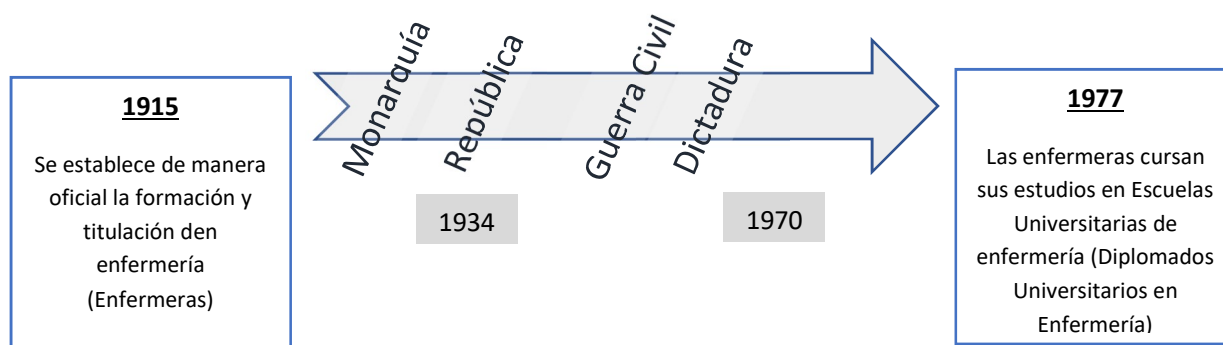 1915
Se establece de manera
oficial la formación y
titulación den
enfermería
(Enfermeras)
Monarquía
República
Guerra Civil
Dictadura
1934
1970
1977
Las enfermeras cursan
sus estudios en Escuelas
Universitarias de
enfermería (Diplomados
Universitarios en
Enfermería)